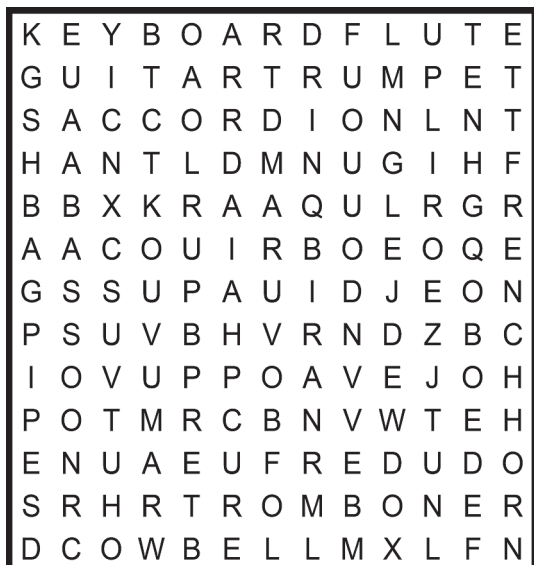 K E Y B O A R D F L U T E
G U I T A R T R U M P E T
S A C C O R D I O N L N T
H A N T L D M N U G I H F
B B X K R A A Q U L R G R
A A C O U I R B O E O Q E
G S S U P A U I D J E O N
P S U V B H V R N D Z B C
I O V U P P O A V E J O H
P O T M R C B N V W T E H
E N U A E U F R E D U D O
S R H R T R O M B O N E R
D C O W B E L L M X L F N